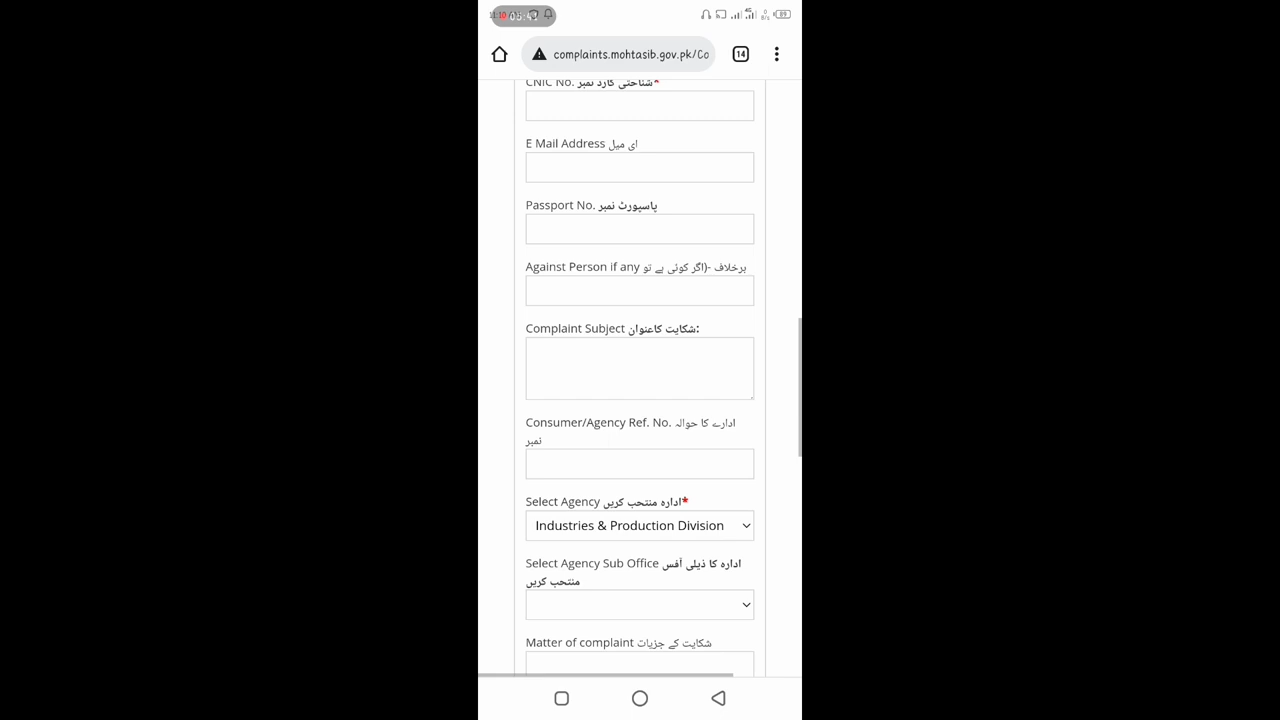 complaints.mohtasib.gov.pk/Co
14
89
CNIC No. شناختی کارڈ نمبر*
E Mail Address ای میل
Passport No. پاسپورٹ نمبر
Against Person if any برخلاف -(اگر کوئی ہے تو
Complaint Subject شکایت کاعنوان:
Consumer/Agency Ref. No. ادارے کا حوالہ
نمبر
Select Agency ادارہ منتحب کریں*
Industries & Production Division
Select Agency Sub Office ادارہ کا ذیلی آفس
منتحب کریں
Matter of complaint شکایت کے جزیات